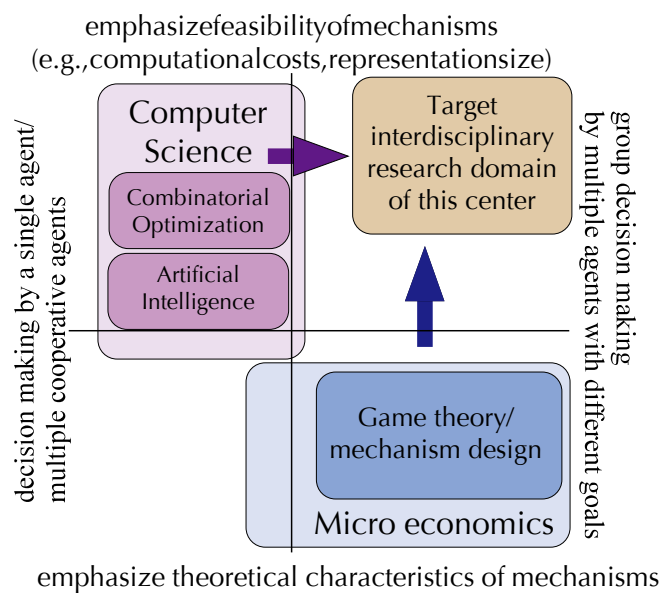 emphasizefeasibilityofmechanisms
(e.g.,computationalcosts,representationsize)
Computer
Science
Combinatorial
Optimization
Artificial
Intelligence
Target
interdisciplinary
research domain
of this center
decision making by a single agent/
multiple cooperative agents
group decision making
by multiple agents with different goals
Game theory/
mechanism design
Micro economics
emphasize theoretical characteristics of mechanisms